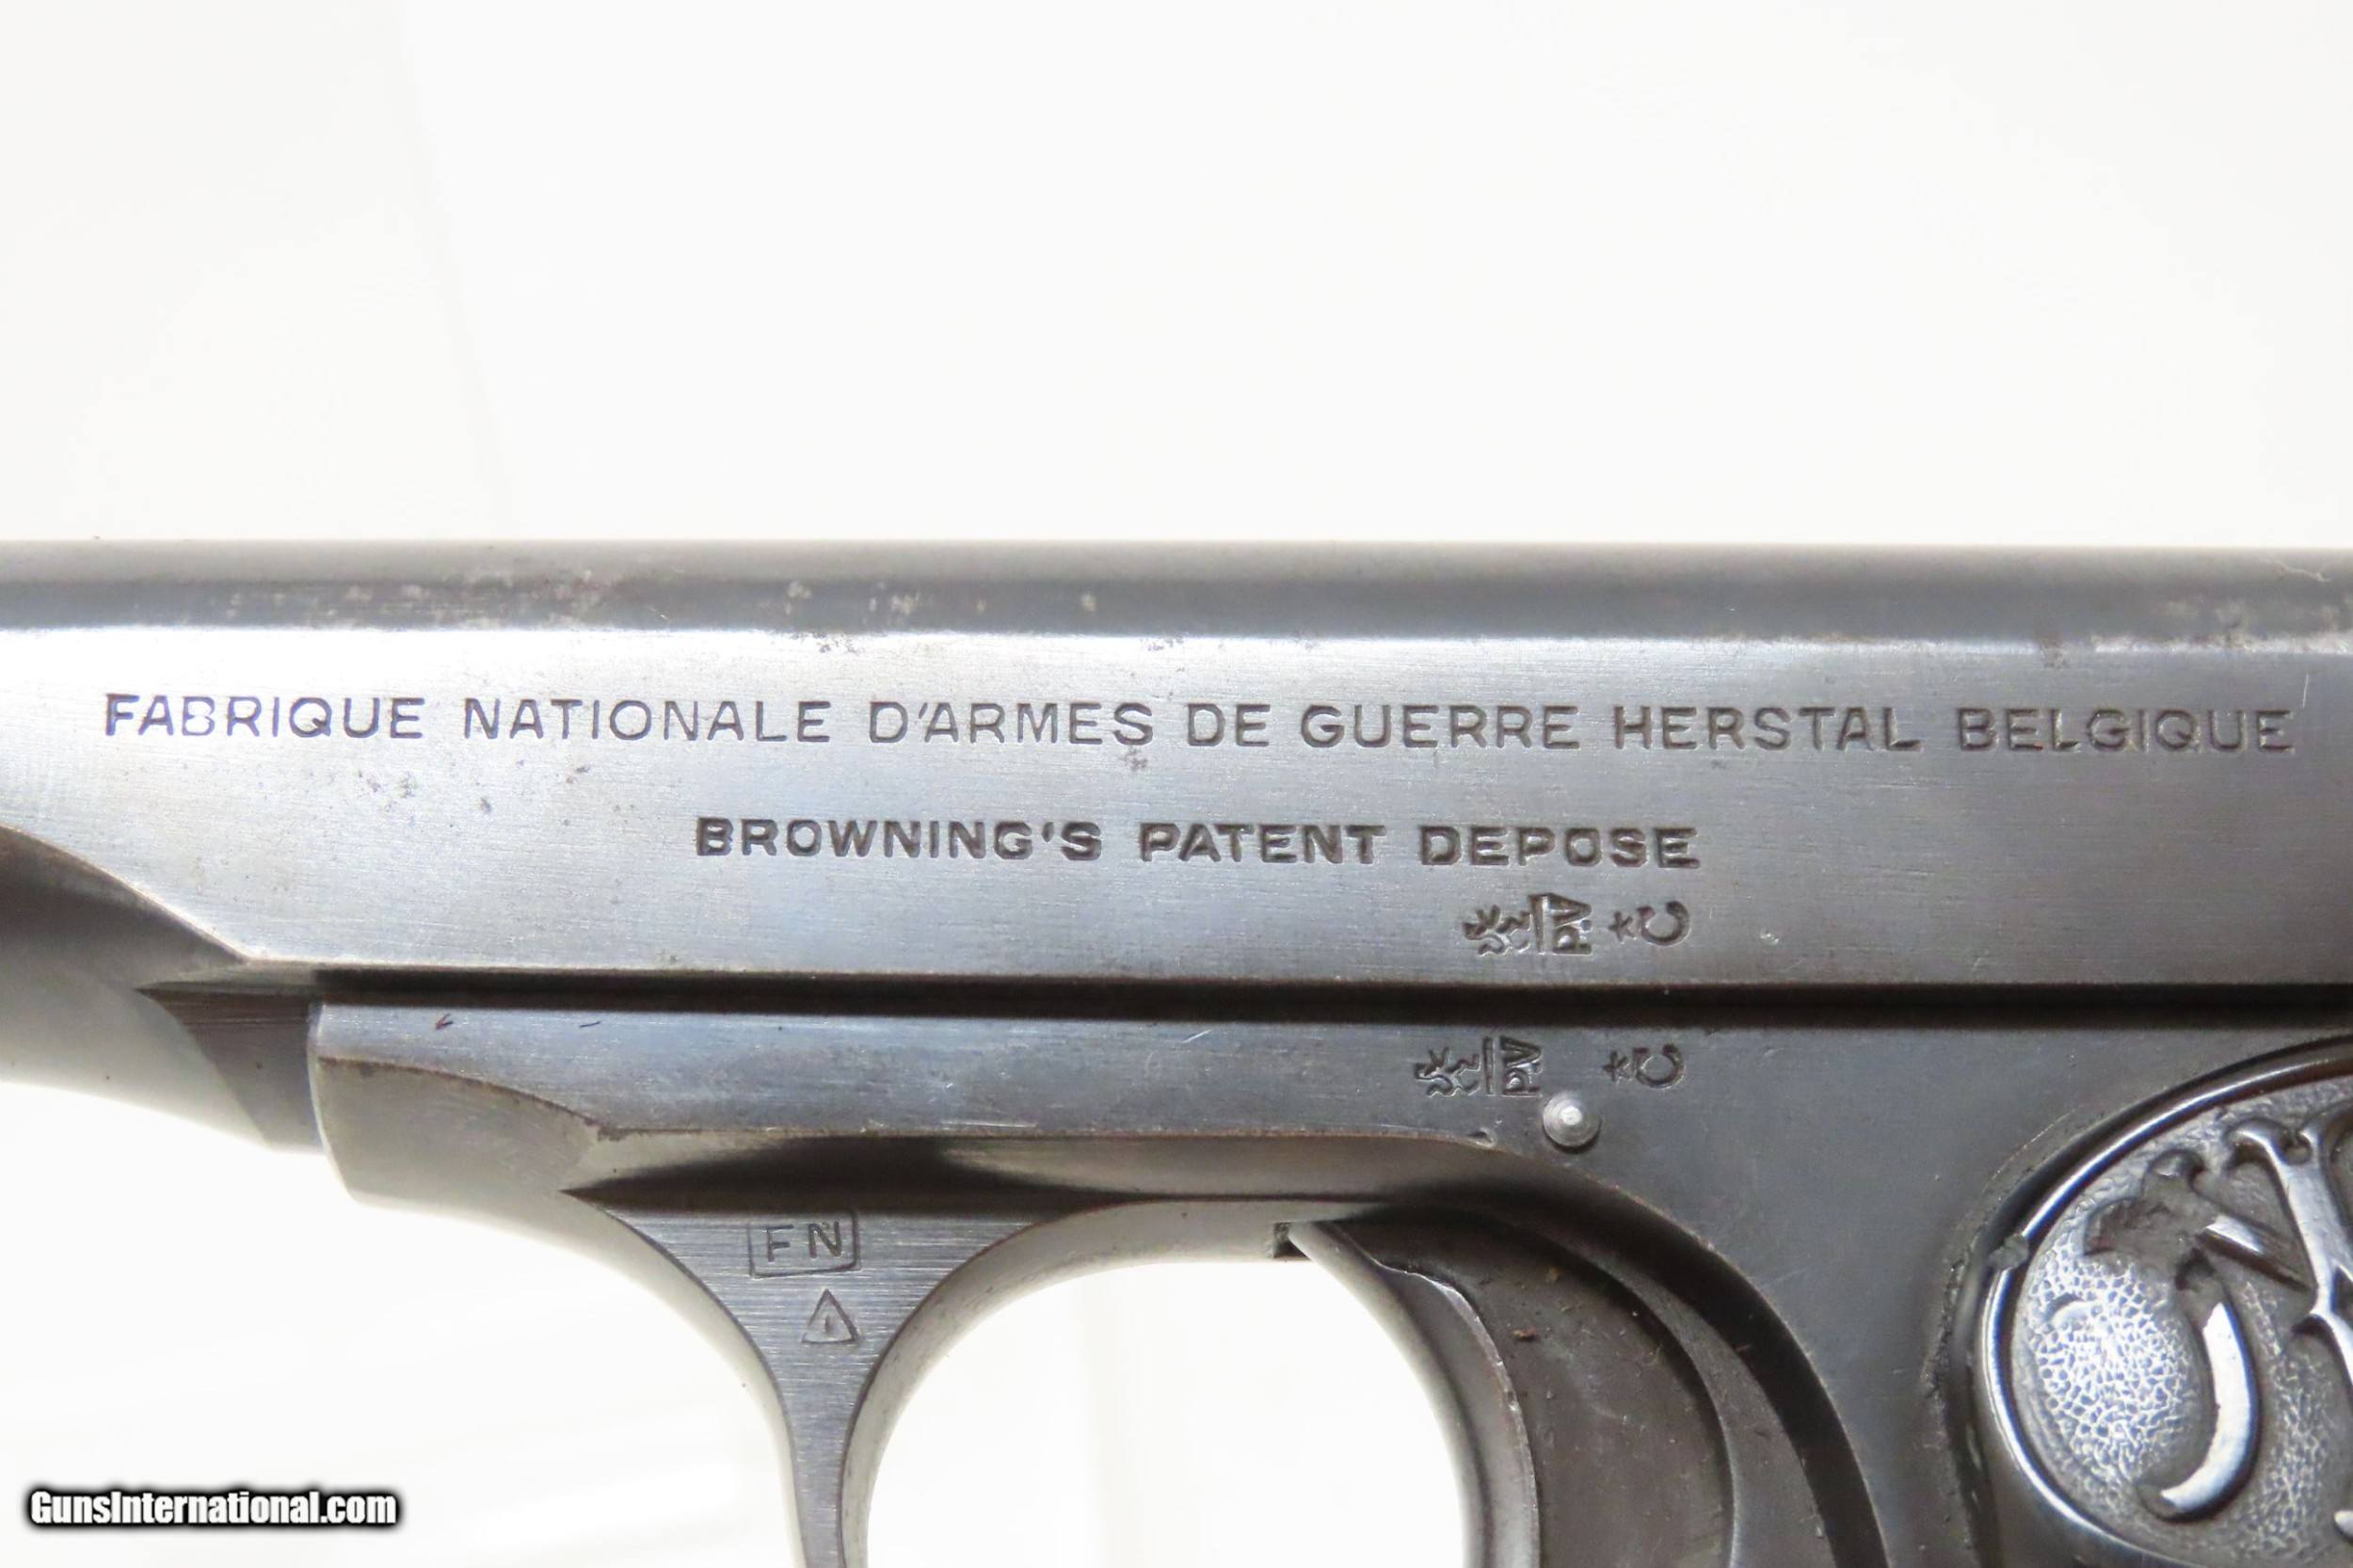 FABRIQUE NATIONALE D'ARMES DE GUERRE HERSTAL BELGIQUE
BROWNING'S PATENT DEPOSE
P.V *C
P.V *C
FN
GunsInternational.com